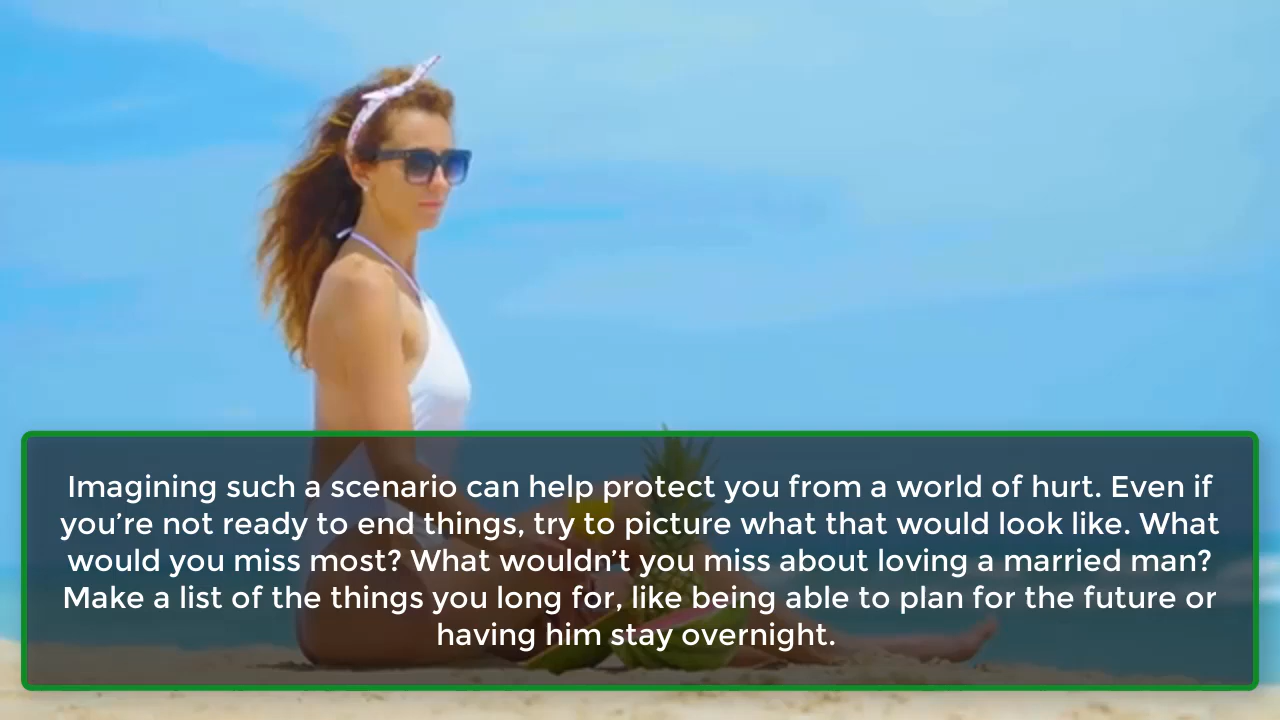 Imagining such a scenario can help protect you from a world of hurt. Even if
you’re not ready to end things, try to picture what that would look like. What
would you miss most? What wouldn’t you miss about loving a married man?
Make a list of the things you long for, like being able to plan for the future or
having him stay overnight.